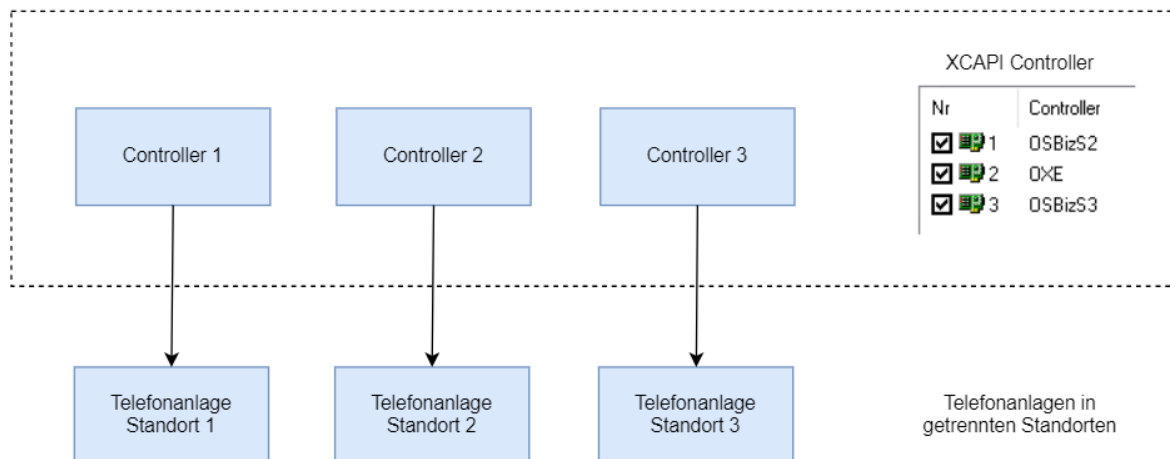 XCAPI Controller
Nr Controller
1 OSBizS2
2 OXE
3 OSBizS3
Controller 1
Controller 2
Controller 3
Telefonanlage
Standort 1
Telefonanlage
Standort 2
Telefonanlage
Standort 3
Telefonanlagen in
getrennten Standorten